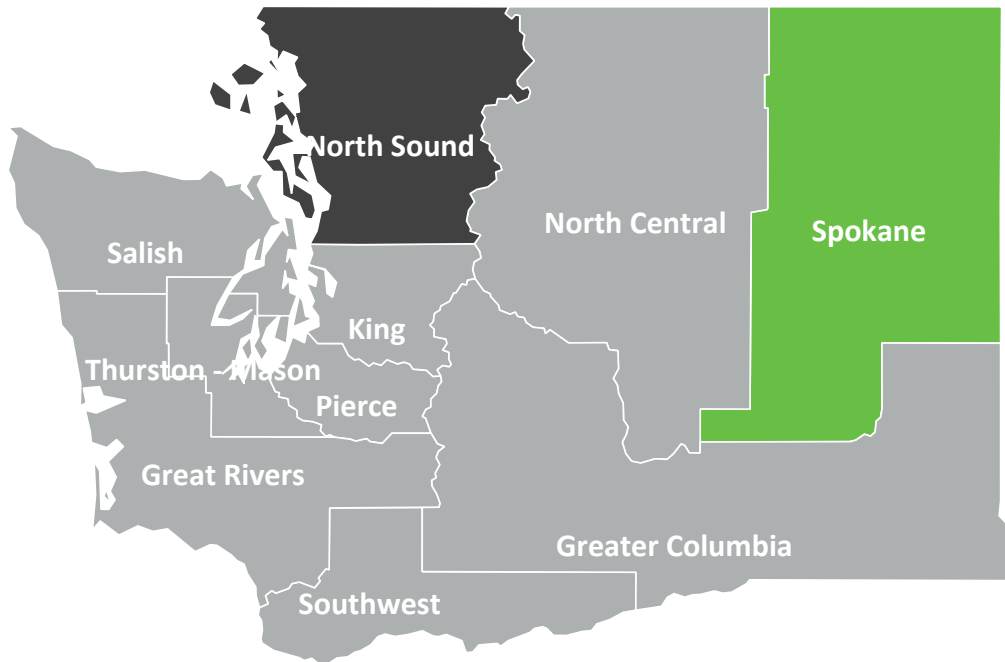 North Sound
North Central
Spokane
Salish
King
Thurston - Mason
Pierce
Great Rivers
Greater Columbia
Southwest